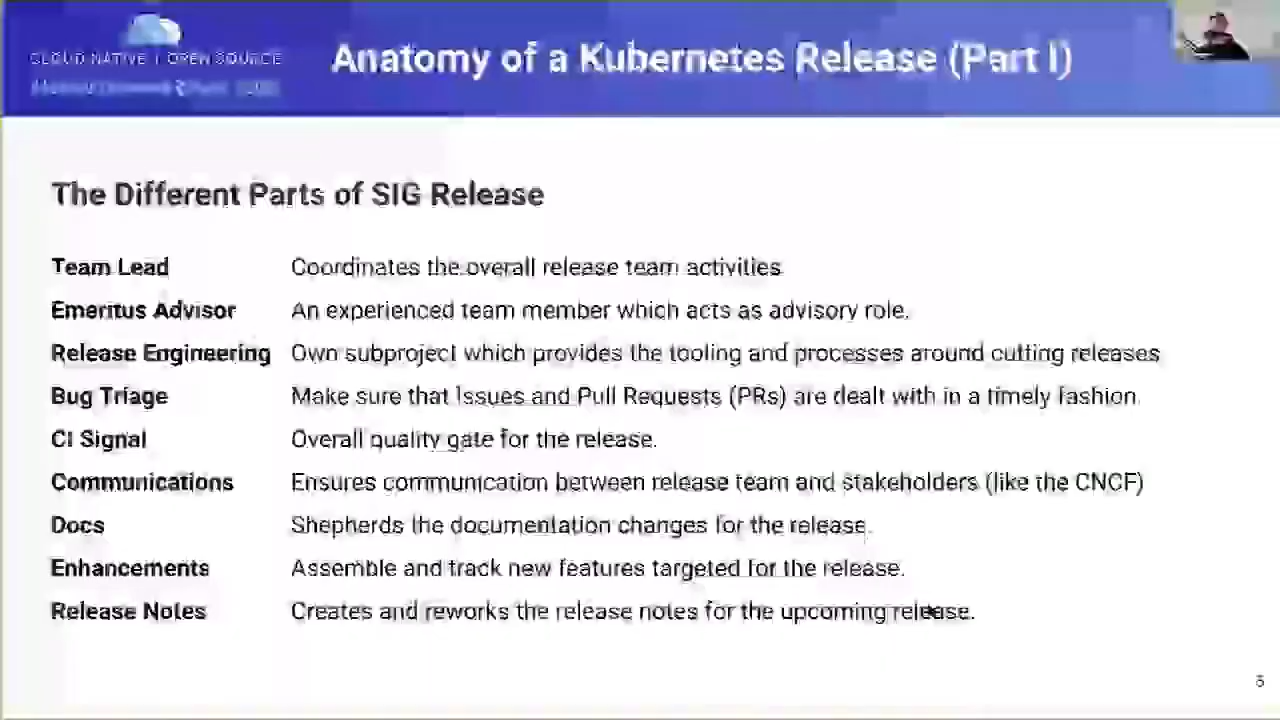 CLOUD NATIVE | OPEN SOURCE
Anatomy of a Kubernetes Release (Part I)
The Different Parts of SIG Release
Team Lead Coordinates the overall release team activities
Emeritus Advisor An experienced team member which acts as advisory role.
Release Engineering Own subproject which provides the tooling and processes around cutting releases
Bug Triage Make sure that Issues and Pull Requests (PRs) are dealt with in a timely fashion.
CI Signal Overall quality gate for the release.
Communications Ensures communication between release team and stakeholders (like the CNCF)
Docs Shepherds the documentation changes for the release.
Enhancements Assemble and track new features targeted for the release.
Release Notes Creates and reworks the release notes for the upcoming release.